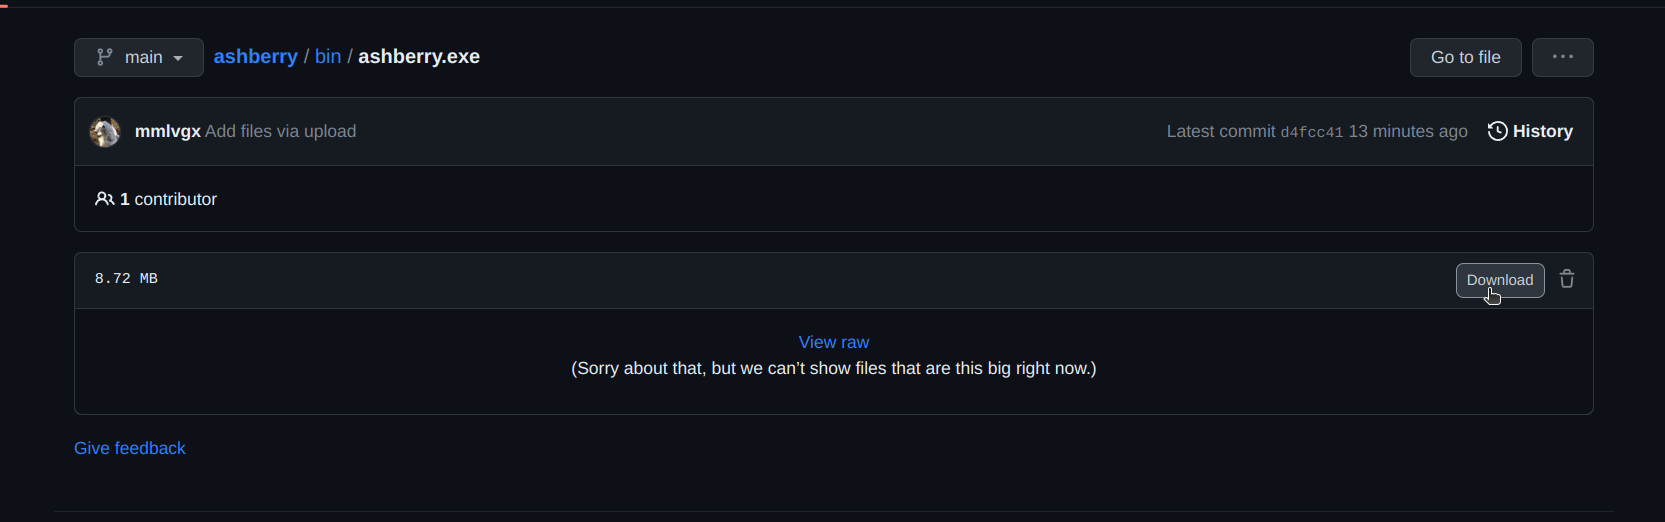 main ashberry / bin / ashberry.exe Go to file ...
mmlvgx Add files via upload Latest commit d4fcc41 13 minutes ago History
1 contributor
8.72 MB Download
View raw
(Sorry about that, but we can’t show files that are this big right now.)
Give feedback